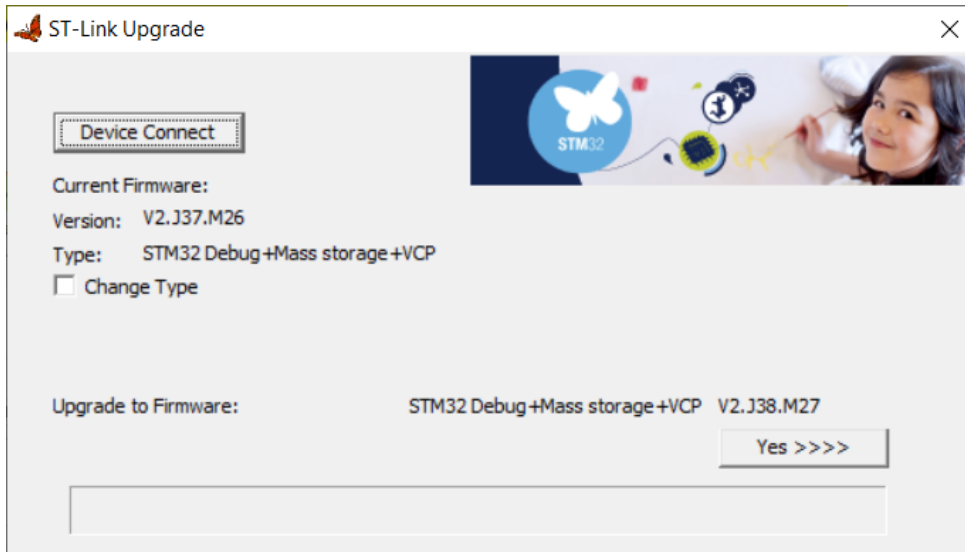 ST-Link Upgrade
STM32
Device Connect
Current Firmware:
Version: V2.J37.M26
Type: STM32 Debug+Mass storage+VCP
Change Type
Upgrade to Firmware: STM32 Debug+Mass storage+VCP V2.J38.M27
Yes >>>>